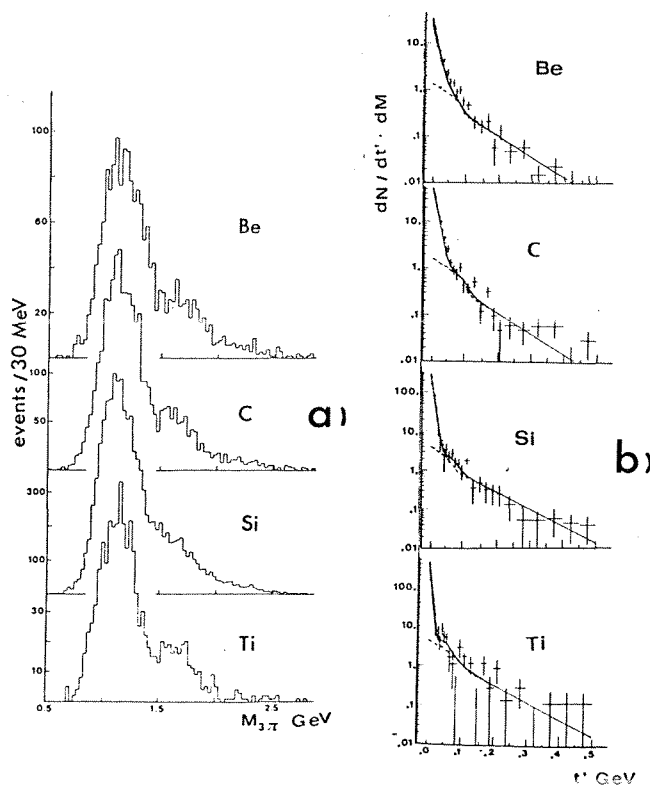 events/30 MeV
100
60
20
Be
100
50
C
a)
300
100
Si
30
10
Ti
0.5
1.5
2.5
M3π GeV
dN/dt'·dM
10.
1.
.1
.01
Be
10.
1.
.1
.01
C
100.
10.
1.
.1
.01
Si
b)
100.
10.
1.
.1
.01
Ti
.0
.1
.2
.3
.4
.5
t' GeV